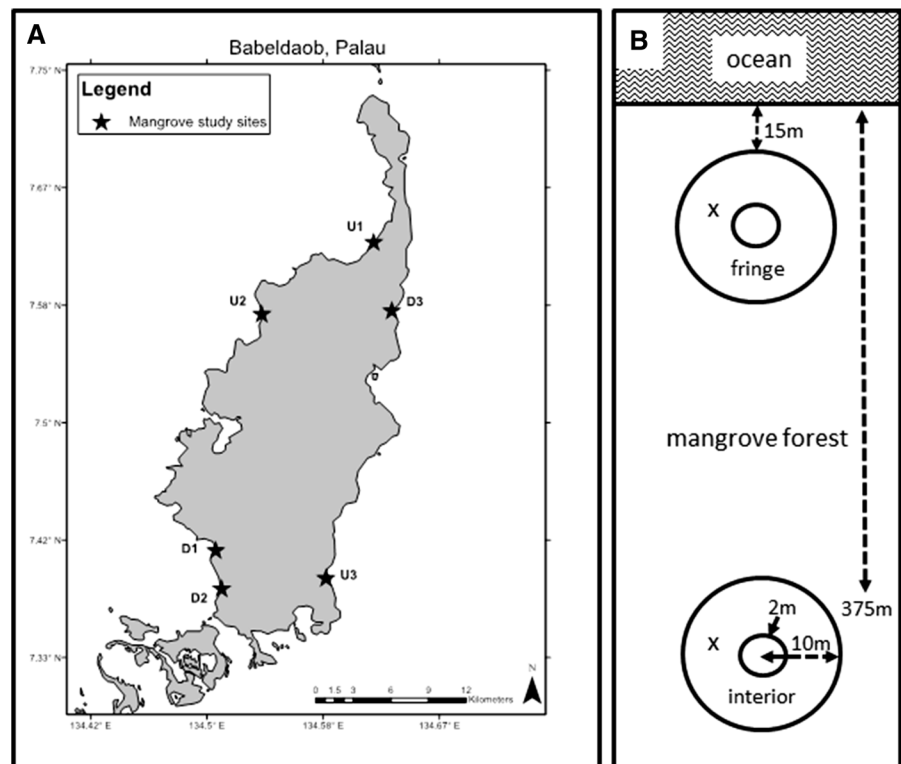 A
Babeldaob, Palau
7.75° N
Legend
Mangrove study sites
7.67° N
U1
7.58° N
U2
D3
7.5° N
7.42° N
D1
U3
D2
7.33° N
N
0 1.5 3 6 9 12
Kilometers
134.42° E 134.5° E 134.58° E 134.67° E
B
ocean
15m
x
fringe
mangrove forest
375m
2m
x
10m
interior